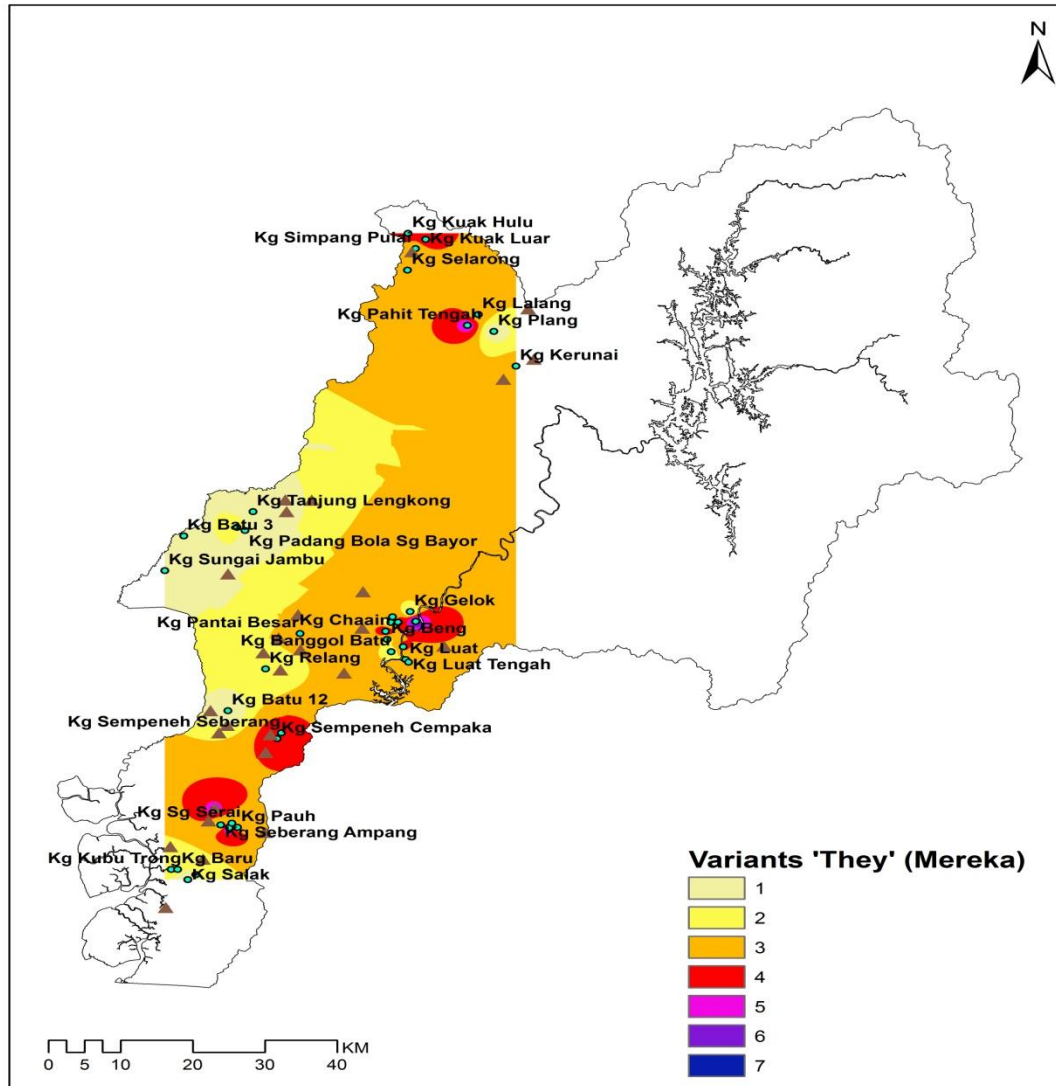 N
Kg Kuak Hulu
Kg Simpang Pulai
Kg Kuak Luar
Kg Selarong
Kg Lalang
Kg Pahit Tengah
Kg Plang
Kg Kerunai
Kg Tanjung Lengkong
Kg Batu 3
Kg Padang Bola Sg Bayor
Kg Sungai Jambu
Kg Gelok
Kg Pantai Besar
Kg Chaain
Kg Beng
Kg Banggol Batu
Kg Luat
Kg Relang
Kg Luat Tengah
Kg Batu 12
Kg Sempeneh Seberang
Kg Sempeneh Cempaka
Kg Sg Serai
Kg Pauh
Kg Seberang Ampang
Kg Kubu Trong
Kg Baru
Kg Salak
Variants 'They' (Mereka)
1
2
3
4
5
6
7
KM
0 5 10 20 30 40